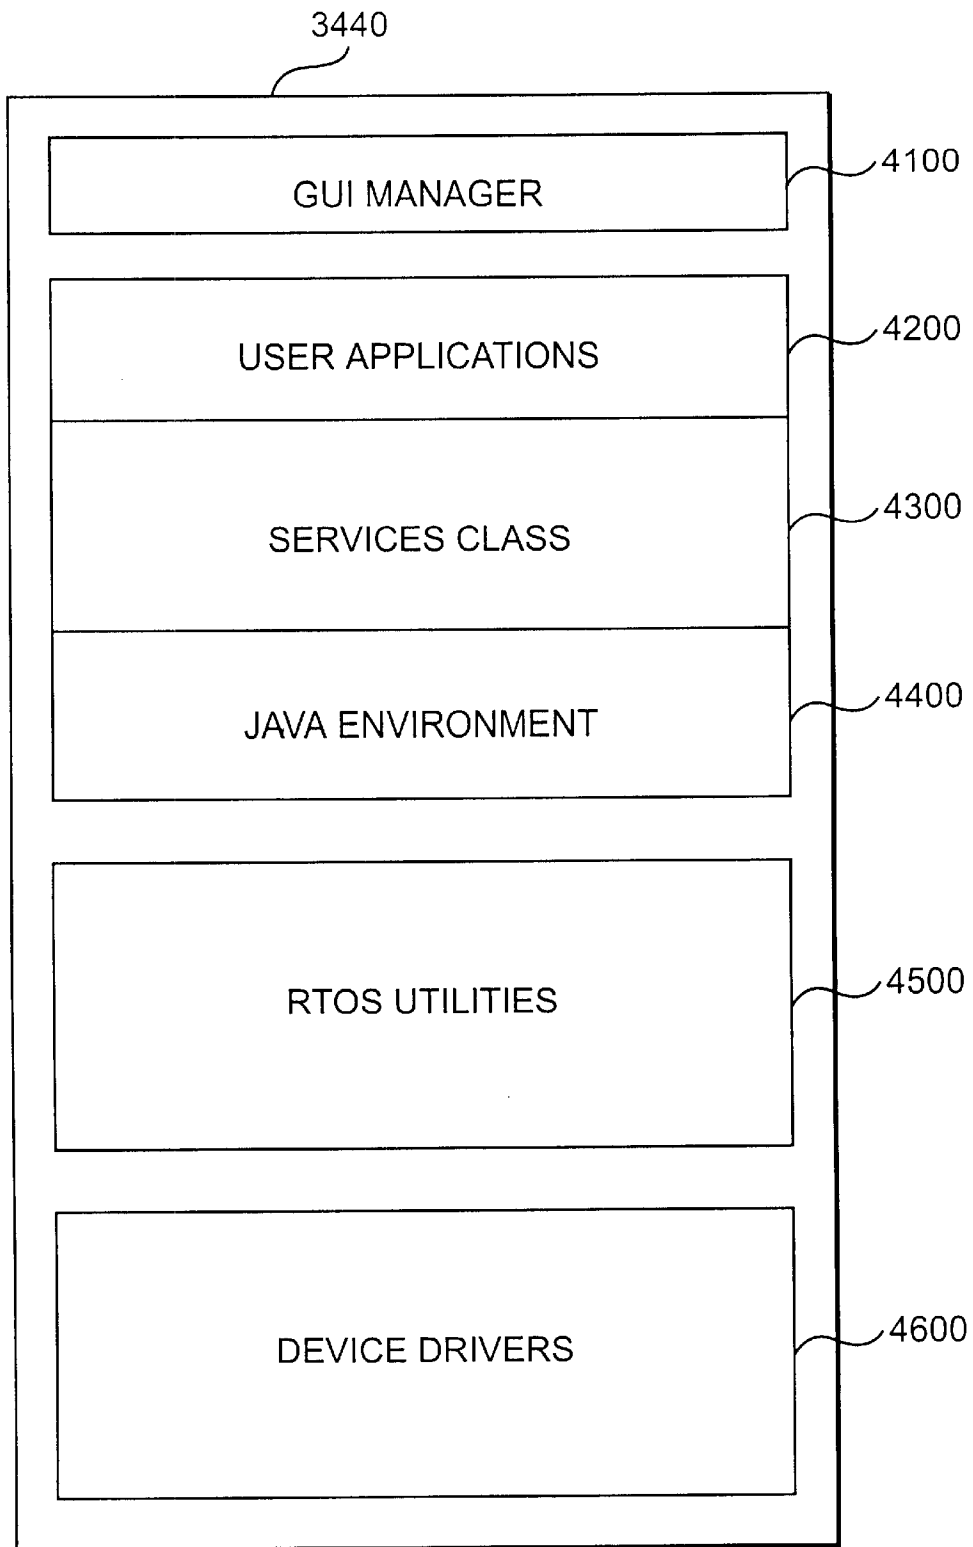 3440
GUI MANAGER
4100
USER APPLICATIONS
4200
SERVICES CLASS
4300
JAVA ENVIRONMENT
4400
RTOS UTILITIES
4500
DEVICE DRIVERS
4600